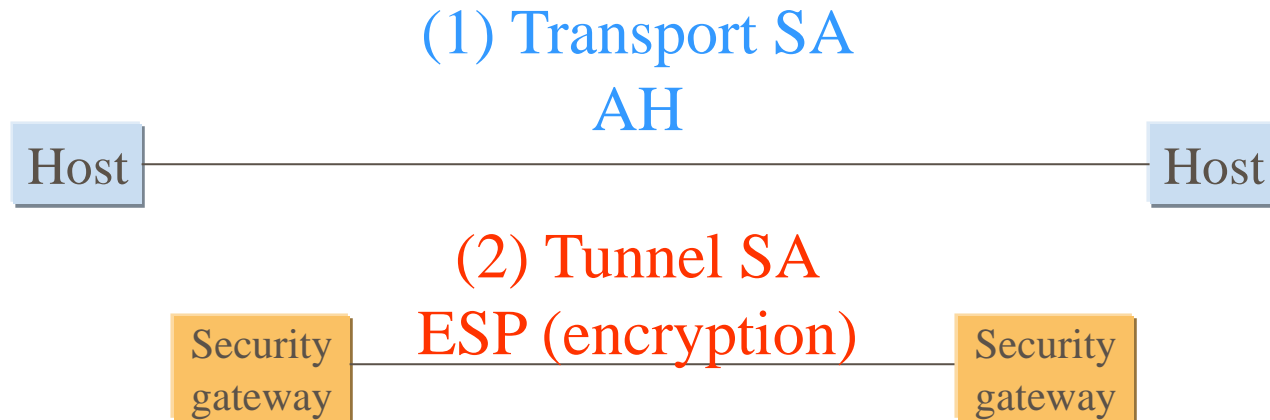 (1) Transport SA
AH
Host
Host
(2) Tunnel SA
ESP (encryption)
Security
gateway
Security
gateway